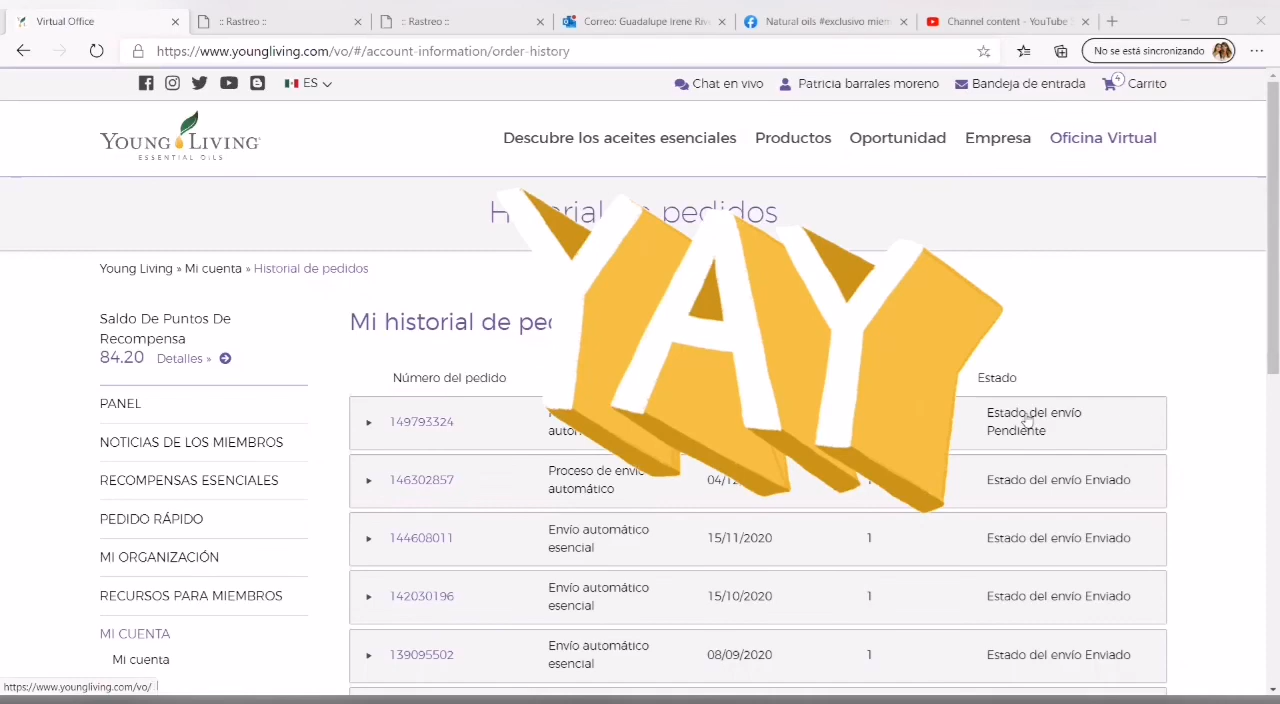 Virtual Office
:: Rastreo ::
:: Rastreo ::
Correo: Guadalupe Irene Riv
Natural oils #exclusivo miem
Channel content - YouTube S
https://www.youngliving.com/vo/#/account-information/order-history
No se está sincronizando
ES
Chat en vivo
Patricia barrales moreno
Bandeja de entrada
4
Carrito
YOUNG LIVING
ESSENTIAL OILS
Descubre los aceites esenciales
Productos
Oportunidad
Empresa
Oficina Virtual
Historial de pedidos
YAY
Young Living » Mi cuenta » Historial de pedidos
Saldo De Puntos De
Recompensa
84.20 Detalles »
Mi historial de pe
Número del pedido
Estado
PANEL
NOTICIAS DE LOS MIEMBROS
RECOMPENSAS ESENCIALES
PEDIDO RÁPIDO
MI ORGANIZACIÓN
RECURSOS PARA MIEMBROS
MI CUENTA
Mi cuenta
149793324
Estado del envío
Pendiente
146302857
Proceso de envío
automático
04/12
Estado del envío Enviado
144608011
Envío automático
esencial
15/11/2020
1
Estado del envío Enviado
142030196
Envío automático
esencial
15/10/2020
1
Estado del envío Enviado
139095502
Envío automático
esencial
08/09/2020
1
Estado del envío Enviado
https://www.youngliving.com/vo/